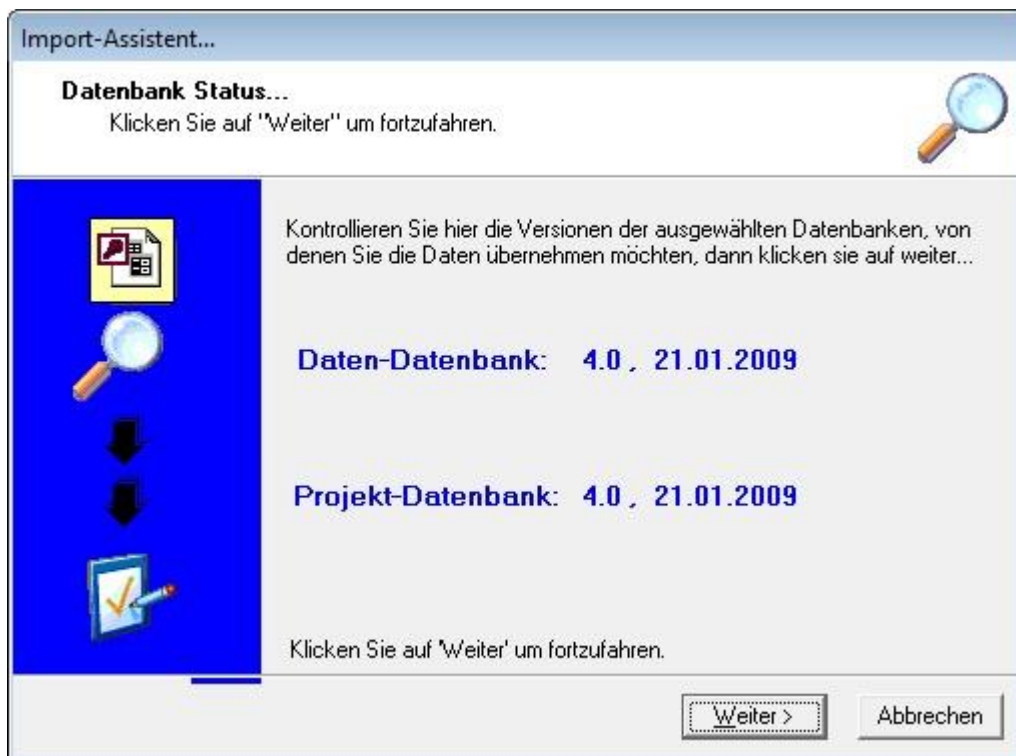 Import-Assistent...
Datenbank Status...
Klicken Sie auf "Weiter" um fortzufahren.
Kontrollieren Sie hier die Versionen der ausgewählten Datenbanken, von
denen Sie die Daten übernehmen möchten, dann klicken sie auf weiter...
Daten-Datenbank: 4.0 , 21.01.2009
Projekt-Datenbank: 4.0 , 21.01.2009
Klicken Sie auf 'Weiter' um fortzufahren.
Weiter > Abbrechen